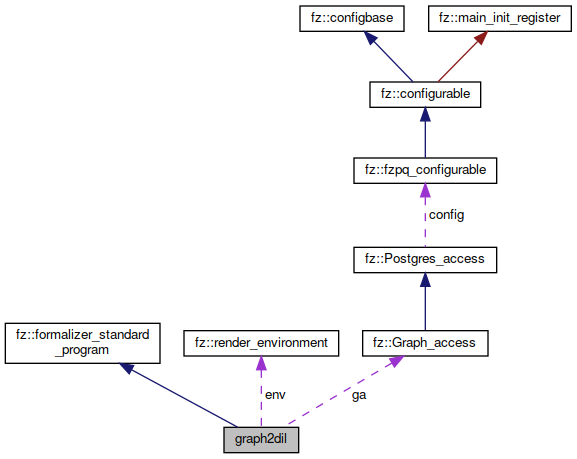 fz::configbase
fz::main_init_register
fz::configurable
fz::fzpq_configurable
config
fz::Postgres_access
fz::formalizer_standard
_program
fz::render_environment
fz::Graph_access
env
ga
graph2dil